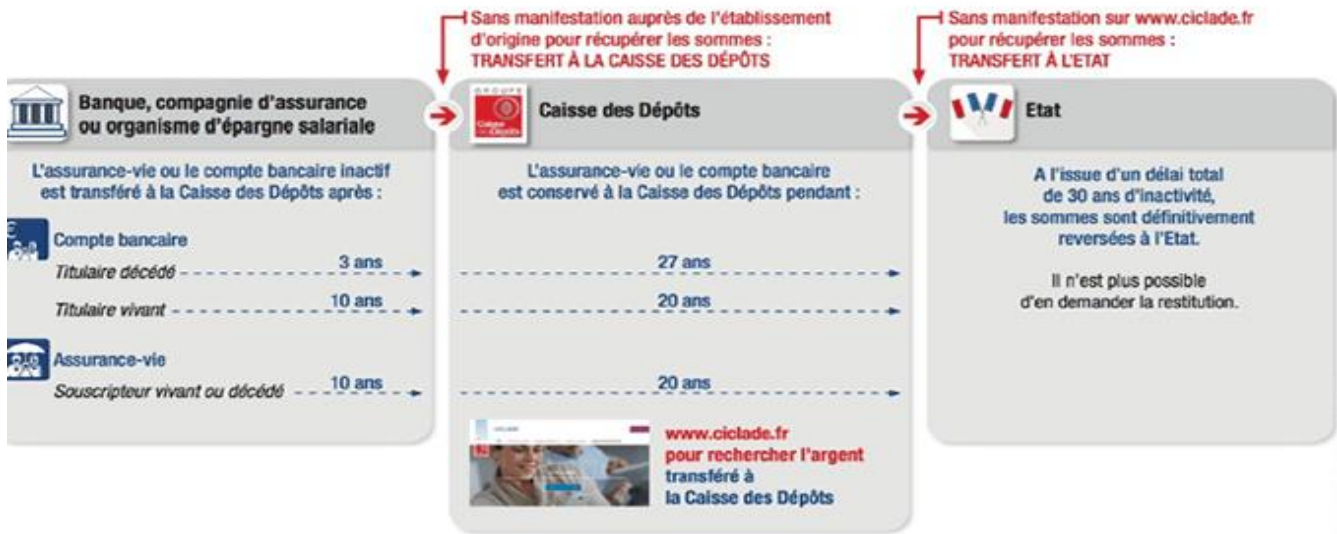 Sans manifestation auprès de l'établissement
d'origine pour récupérer les sommes :
TRANSFERT À LA CAISSE DES DÉPÔTS
Sans manifestation sur www.ciclade.fr
pour récupérer les sommes :
TRANSFERT À L'ETAT
Banque, compagnie d'assurance
ou organisme d'épargne salariale
L'assurance-vie ou le compte bancaire inactif
est transféré à la Caisse des Dépôts après :
Compte bancaire
Titulaire décédé 3 ans
Titulaire vivant 10 ans
Assurance-vie
Souscripteur vivant ou décédé 10 ans
GROUPE
Caisse des Dépôts
L'assurance-vie ou le compte bancaire
est conservé à la Caisse des Dépôts pendant :
27 ans
20 ans
20 ans
www.ciclade.fr
pour rechercher l'argent
transféré à
la Caisse des Dépôts
Etat
A l'issue d'un délai total
de 30 ans d'inactivité,
les sommes sont définitivement
reversées à l'Etat.
Il n'est plus possible
d'en demander la restitution.